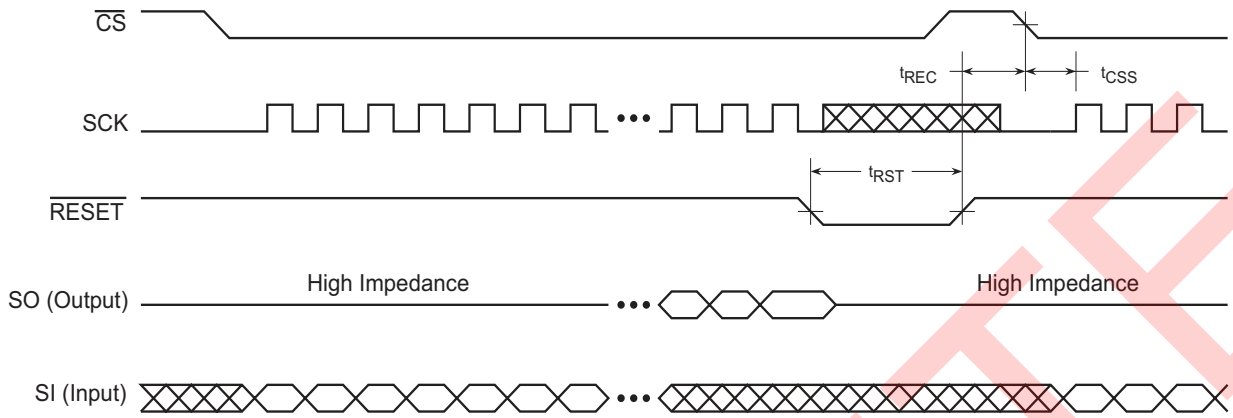 CS
tREC
tCSS
SCK
tRST
RESET
High Impedance
High Impedance
SO (Output)
SI (Input)